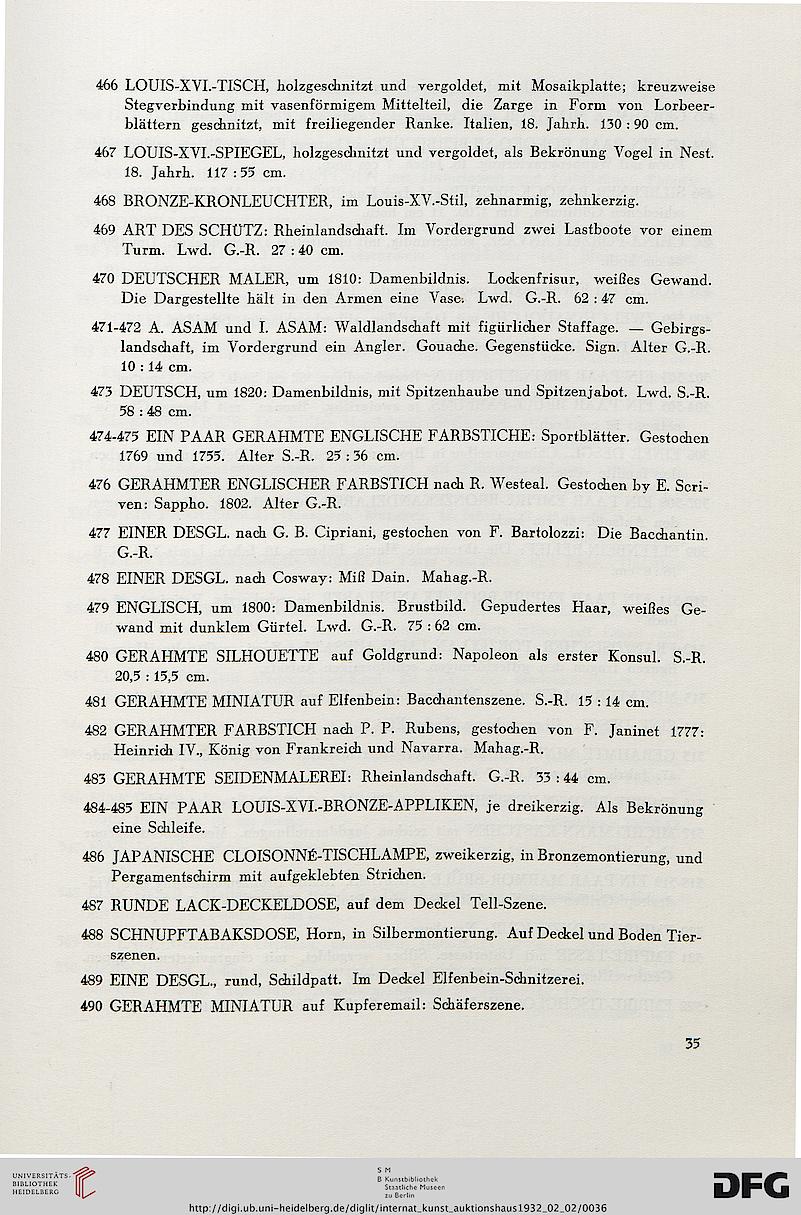 466 LOUIS-XVI.-TISCH, holzgeschnitzt und vergoldet, mit Mosaikplatte; kreuzweise
Stegverbindung mit vasenförmigem Mittelteil, die Zarge in Form von Lorbeer-
blättern geschnitzt, mit freiliegender Ranke. Italien, 18. Jahrh. 130 : 90 cm.
467 LOUIS-XVI.-SPIEGEL, holzgeschnitzt und vergoldet, als Bekrönung Vogel in Nest.
18. Jahrh. 117 : 55 cm.
468 BRONZE-KRONLEUCHTER, im Louis-XV.-Stil, zehnarmig, zehnkerzig.
469 ART DES SCHÜTZ: Rheinlandschaft. Im Vordergrund zwei Lastboote vor einem
Turm. Lwd. G.-R. 27 : 40 cm.
470 DEUTSCHER MALER, um 1810: Damenbildnis. Lockenfrisur, weißes Gewand.
Die Dargestellte hält in den Armen eine Vase. Lwd. G.-R. 62 : 47 cm.
471-472 A. ASAM und I. ASAM: Waldlandschaft mit figürlicher Staffage. — Gebirgs-
landschaft, im Vordergrund ein Angler. Gouache. Gegenstücke. Sign. Alter G.-R.
10 : 14 cm.
473 DEUTSCH, um 1820: Damenbildnis, mit Spitzenhaube und Spitzenjabot. Lwd. S.-R.
58 : 48 cm.
474-475 EIN PAAR GERAHMTE ENGLISCHE FARBSTICHE: Sportblätter. Gestochen
1769 und 1755. Alter S.-R. 25 : 36 cm.
476 GERAHMTER ENGLISCHER FARBSTICH nach R. Westeal. Gestochen by E. Scri-
ven: Sappho. 1802. Alter G.-R.
477 EINER DESGL. nach G. B. Cipriani, gestochen von F. Bartolozzi: Die Bacchantin.
G.-R.
478 EINER DESGL. nach Cosway: Miß Dain. Mahag.-R.
479 ENGLISCH, um 1800: Damenbildnis. Brustbild. Gepudertes Haar, weißes Ge-
wand mit dunklem Gürtel. Lwd. G.-R. 75 : 62 cm.
480 GERAHMTE SILHOUETTE auf Goldgrund: Napoleon als erster Konsul. S.-R.
20,5 : 15,5 cm.
481 GERAHMTE MINIATUR auf Elfenbein: Bacchantenszene. S.-R. 15 : 14 cm.
482 GERAHMTER FARBSTICH nach P. P. Rubens, gestochen von F. Janinet 1777:
Heinrich IV., König von Frankreich und Navarra. Mahag.-R.
483 GERAHMTE SEIDENMALEREI: Rheinlandschaft. G.-R. 33 : 44 cm.
484-485 EIN PAAR LOUIS-XVI.-BRONZE-APPLIKEN, je dreikerzig. Als Bekrönung
eine Schleife.
486 JAPANISCHE CLOISONNÉ-TISCHLAMPE, zweikerzig, in Bronzemontierung, und
Pergamentschirm mit aufgeklebten Strichen.
487 RUNDE LACK-DECKELDOSE, auf dem Deckel Tell-Szene.
488 SCHNUPFTABAKSDOSE, Horn, in Silbermontierung. Auf Deckel und Boden Tier-
szenen.
489 EINE DESGL., rund, Schildpatt. Im Deckel Elfenbein-Schnitzerei.
490 GERAHMTE MINIATUR auf Kupferemail: Schäferszene.
35
UNIVERSITÄTS-
BIBLIOTHEK
HEIDELBERG
S M
B Kunstbibliothek
Staatliche Museen
zu Berlin
DFG
http://digi.ub.uni-heidelberg.de/diglit/internat_kunst_auktionshaus1932_02_02/0036